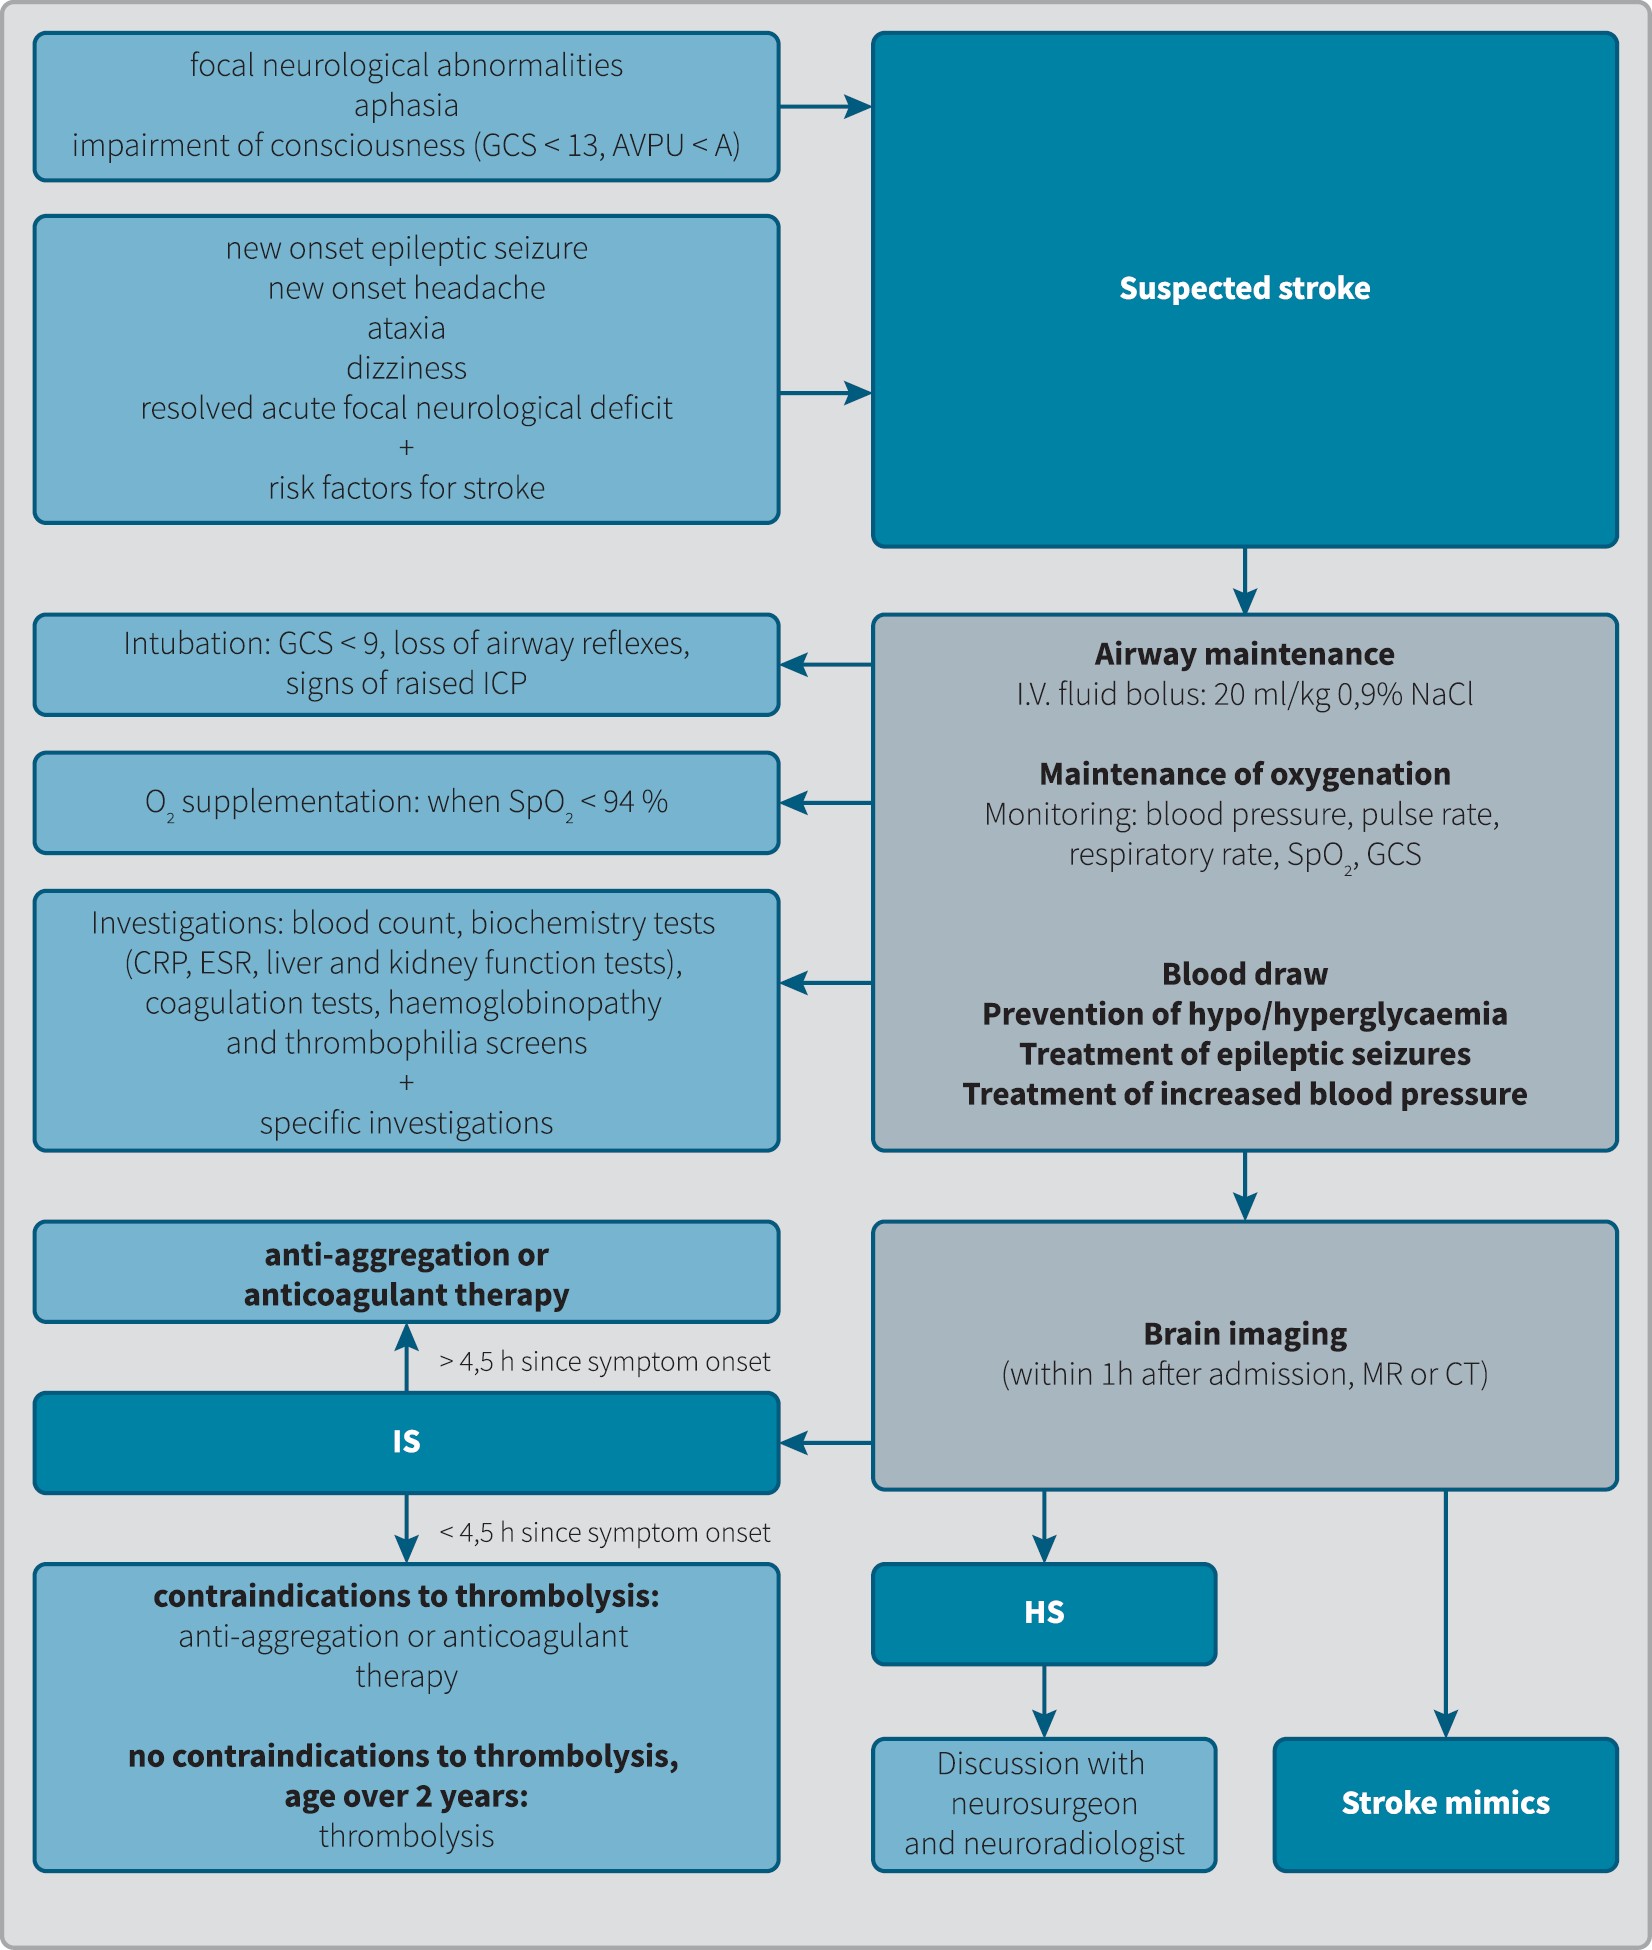 focal neurological abnormalities
aphasia
impairment of consciousness (GCS < 13, AVPU < A)
new onset epileptic seizure
new onset headache
ataxia
dizziness
resolved acute focal neurological deficit
+
risk factors for stroke
Suspected stroke
Intubation: GCS < 9, loss of airway reflexes,
signs of raised ICP
O₂ supplementation: when SpO₂ < 94 %
Investigations: blood count, biochemistry tests
(CRP, ESR, liver and kidney function tests),
coagulation tests, haemoglobinopathy
and thrombophilia screens
+
specific investigations
Airway maintenance
I.V. fluid bolus: 20 ml/kg 0,9% NaCl
Maintenance of oxygenation
Monitoring: blood pressure, pulse rate,
respiratory rate, SpO₂, GCS
Blood draw
Prevention of hypo/hyperglycaemia
Treatment of epileptic seizures
Treatment of increased blood pressure
anti-aggregation or
anticoagulant therapy
> 4,5 h since symptom onset
IS
< 4,5 h since symptom onset
contraindications to thrombolysis:
anti-aggregation or anticoagulant
therapy
no contraindications to thrombolysis,
age over 2 years:
thrombolysis
Brain imaging
(within 1h after admission, MR or CT)
HS
Discussion with
neurosurgeon
and neuroradiologist
Stroke mimics